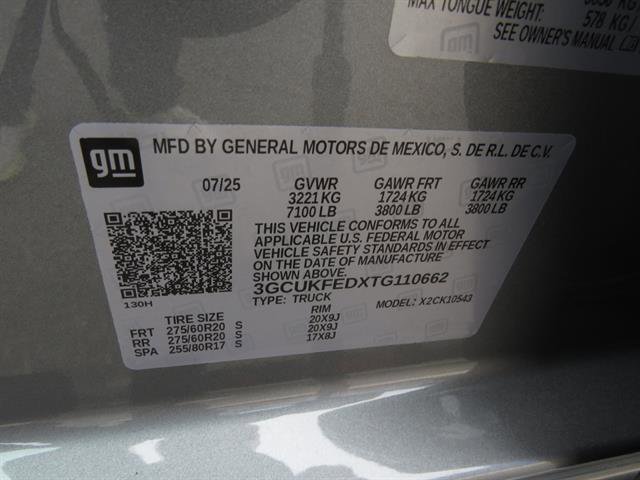 MAX TONGUE WEIGHT:
578 KG
SEE OWNER'S MANUAL
gm
MFD BY GENERAL MOTORS DE MEXICO, S. DE R.L. DE C.V.
07/25 GVWR GAWR FRT GAWR RR
3221 KG 1724 KG 1724 KG
7100 LB 3800 LB 3800 LB
THIS VEHICLE CONFORMS TO ALL
APPLICABLE U.S. FEDERAL MOTOR
VEHICLE SAFETY STANDARDS IN EFFECT
ON THE DATE OF MANUFACTURE
SHOWN ABOVE.
3GCUKFEDXTG110662
130H
TYPE: TRUCK MODEL: X2CK10543
TIRE SIZE RIM
FRT 275/60R20 S 20X9J
RR 275/60R20 S 20X9J
SPA 255/80R17 S 17X8J